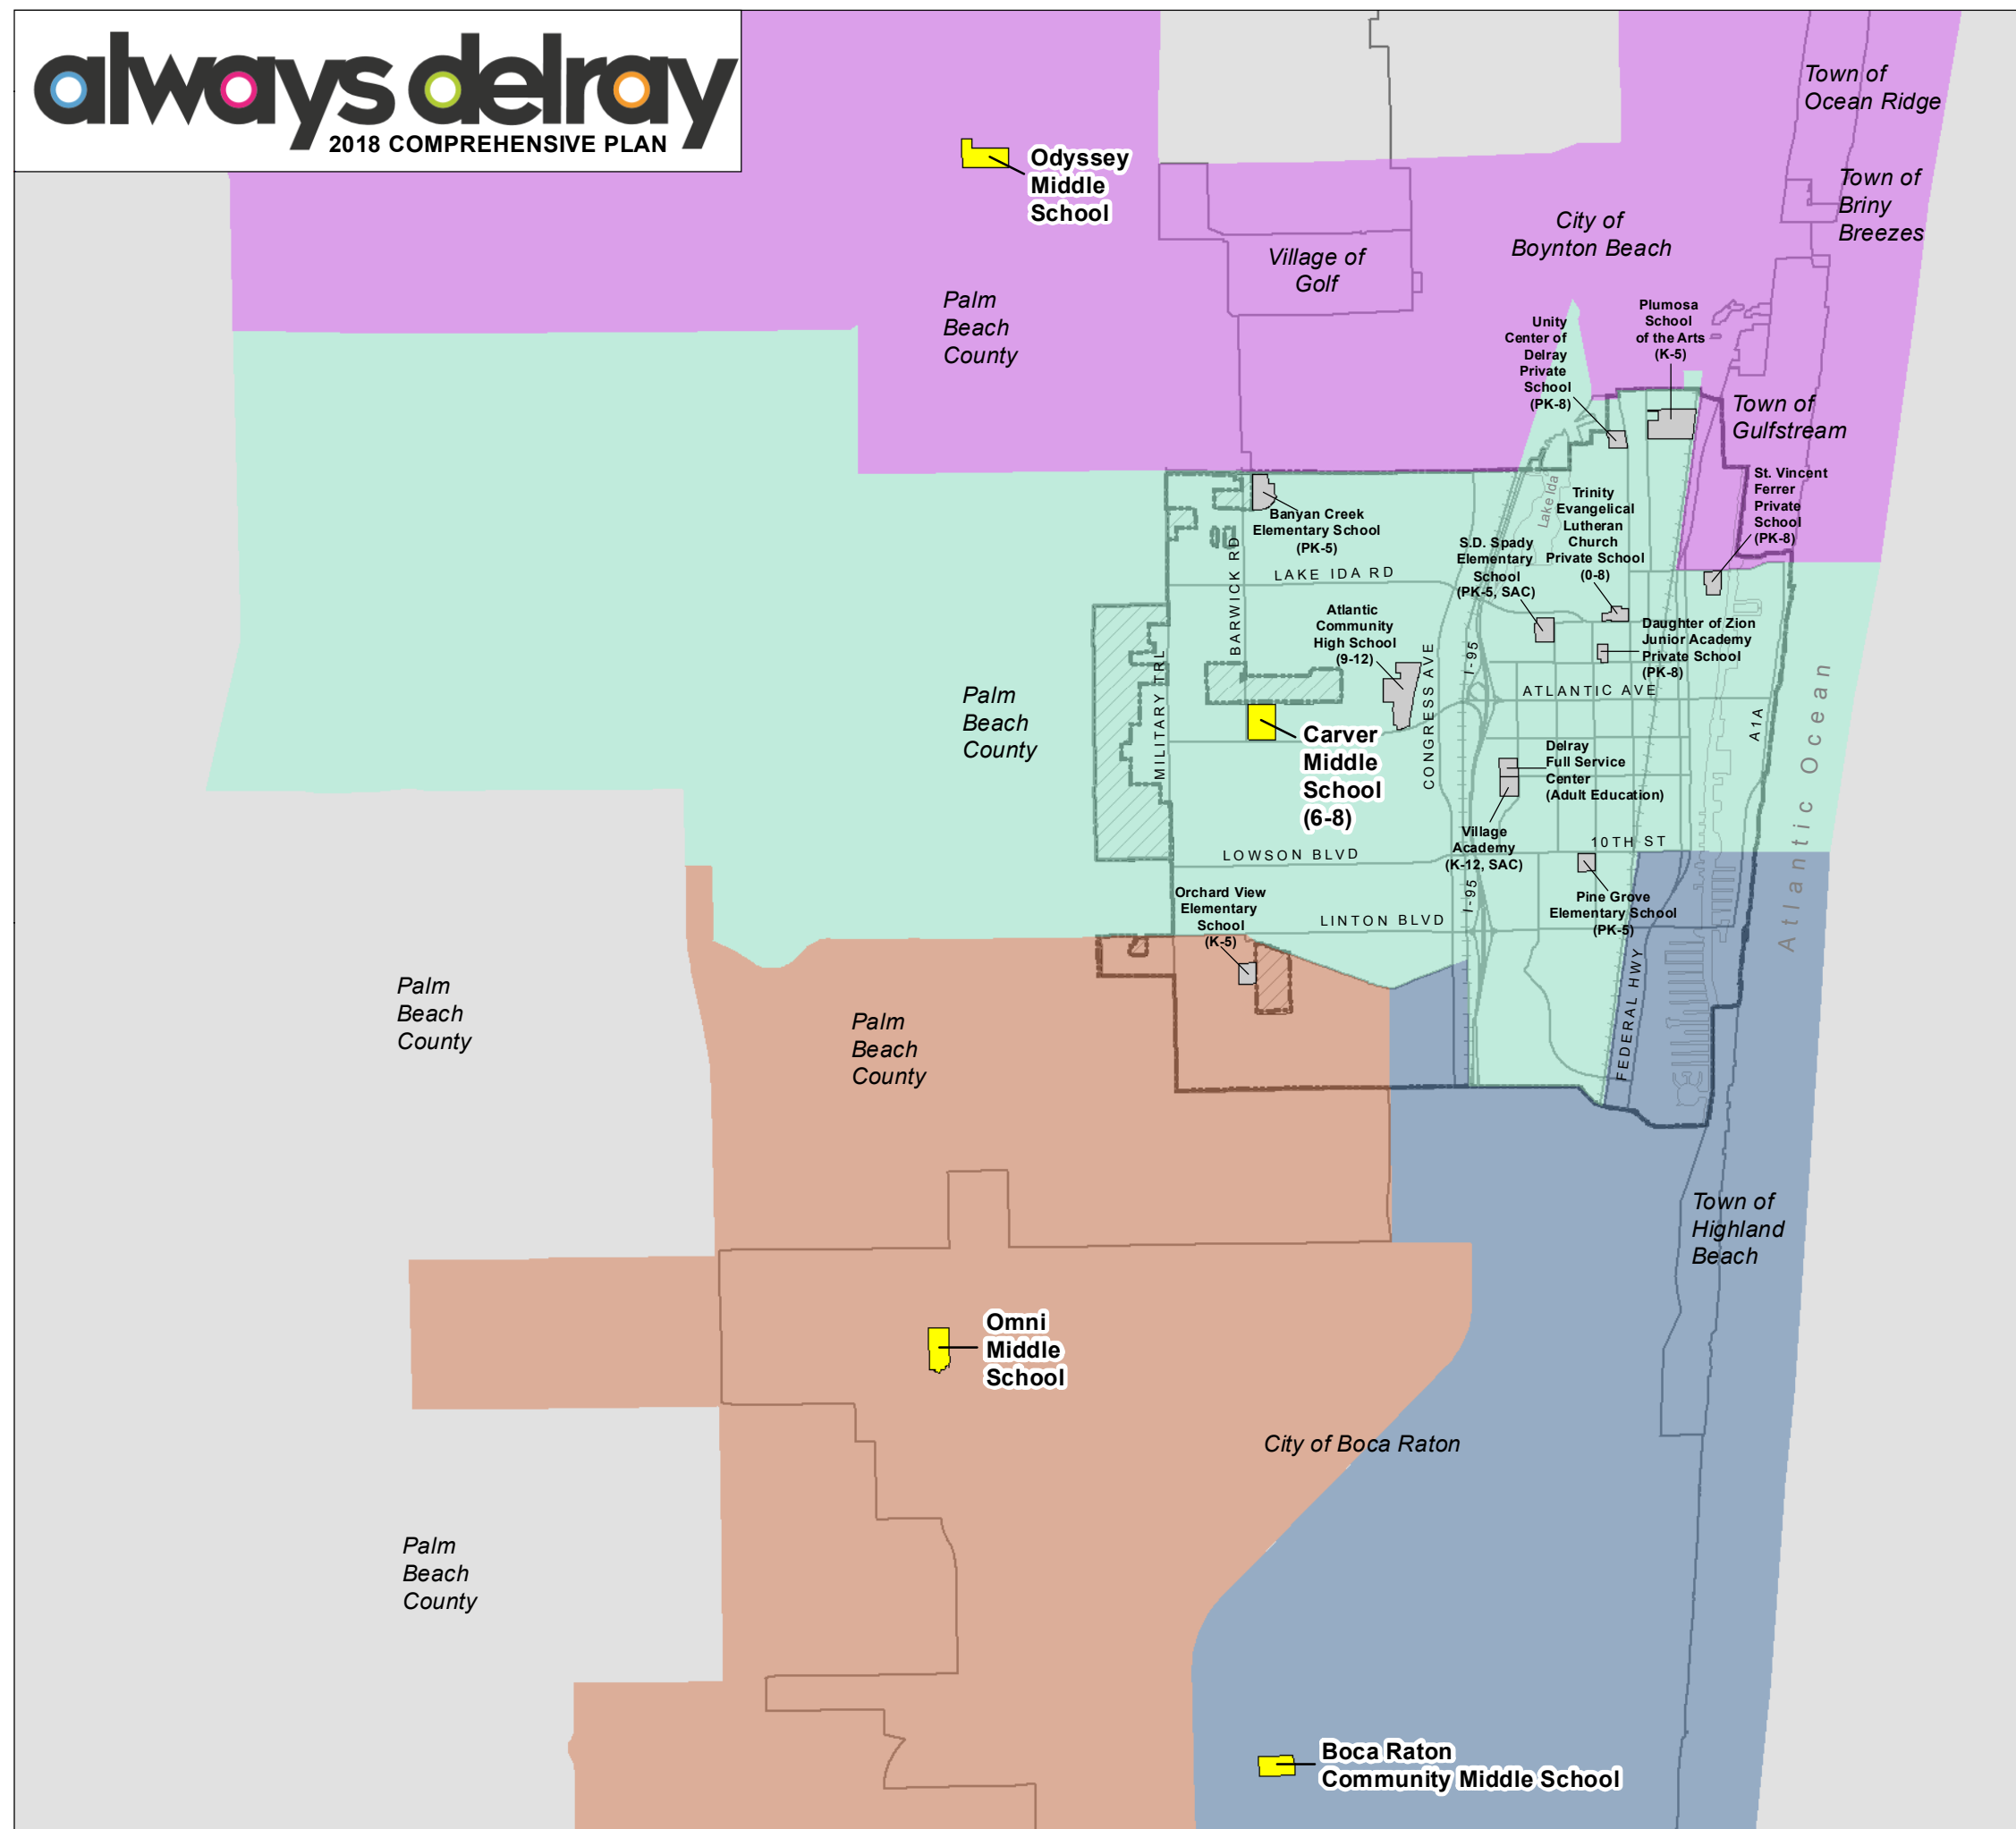 always delray
2018 COMPREHENSIVE PLAN
Town of
Ocean Ridge
Odyssey
Middle
School
Town of
Briny
Breezes
City of
Boynton Beach
Village of
Golf
Palm
Beach
County
Plumosa
School
of the Arts
(K-5)
Unity
Center of
Delray
Private
School
(PK-8)
Town of
Gulfstream
St. Vincent
Ferrer
Private
School
(PK-8)
Lake Ida
Trinity
Evangelical
Lutheran
Church
Private School
(0-8)
Banyan Creek
Elementary School
(PK-5)
S.D. Spady
Elementary
School
(PK-5, SAC)
BARWICK RD
LAKE IDA RD
Atlantic
Community
High School
(9-12)
Daughter of Zion
Junior Academy
Private School
(PK-8)
I-95
CONGRESS AVE
MILITARY TRL
ATLANTIC AVE
A1A
Atlantic Ocean
Palm
Beach
County
Carver
Middle
School
(6-8)
Delray
Full Service
Center
(Adult Education)
Village
Academy
(K-12, SAC)
10TH ST
LOWSON BLVD
I-95
Orchard View
Elementary
School
(K-5)
Pine Grove
Elementary School
(PK-5)
LINTON BLVD
FEDERAL HWY
Palm
Beach
County
Palm
Beach
County
Town of
Highland
Beach
Omni
Middle
School
City of Boca Raton
Palm
Beach
County
Boca Raton
Community Middle School